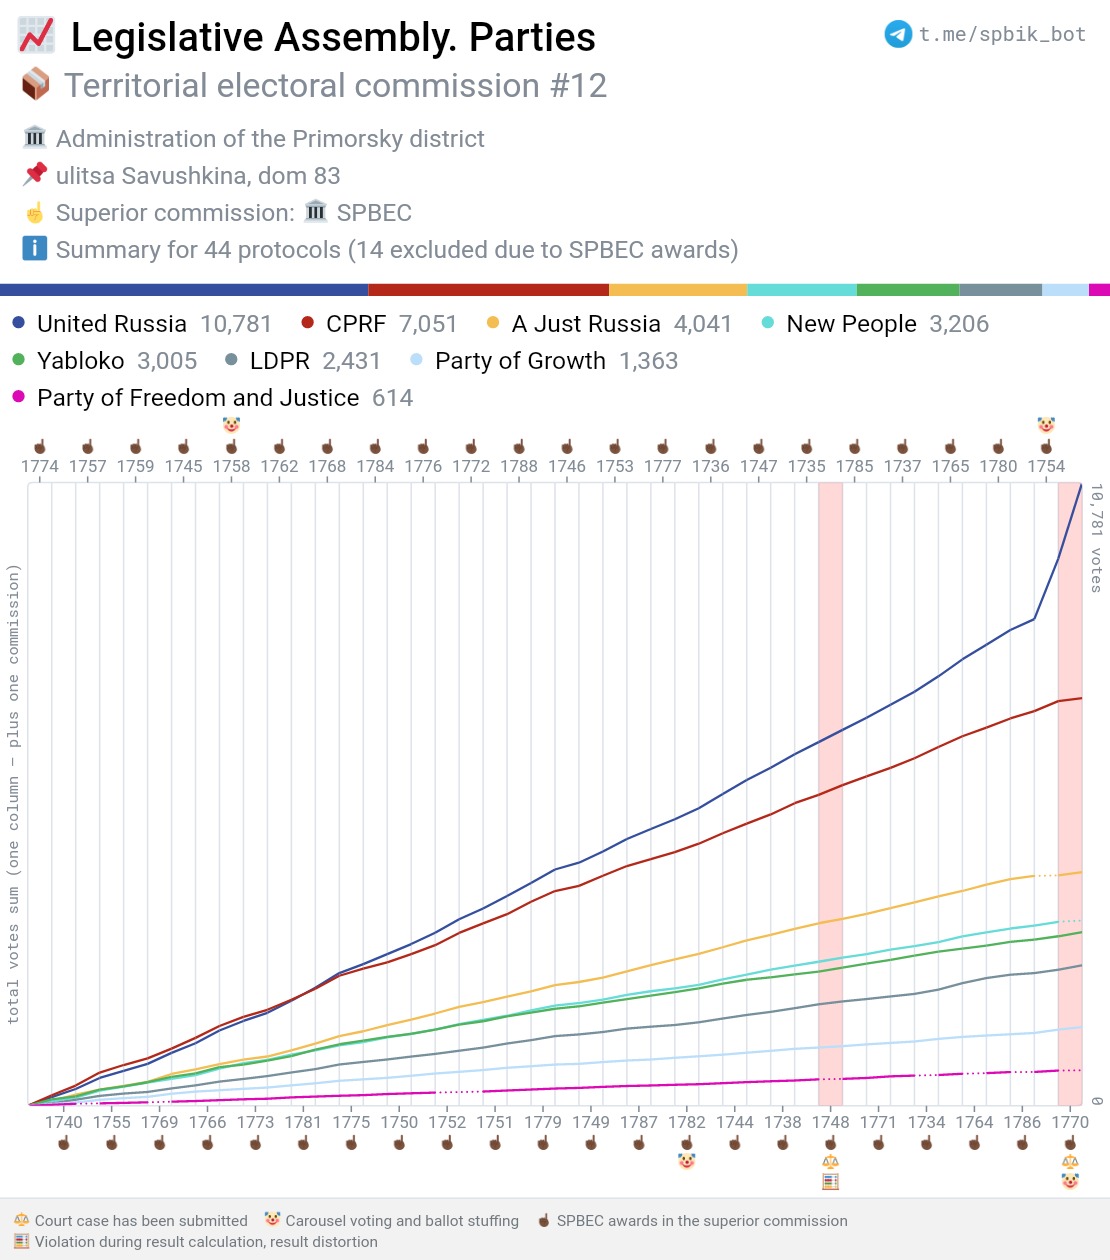 Legislative Assembly. Parties
t.me/spbik_bot
Territorial electoral commission #12
Administration of the Primorsky district
ulitsa Savushkina, dom 83
Superior commission: SPBEC
Summary for 44 protocols (14 excluded due to SPBEC awards)
United Russia 10,781 CPRF 7,051 A Just Russia 4,041 New People 3,206
Yabloko 3,005 LDPR 2,431 Party of Growth 1,363
Party of Freedom and Justice 614
1774 1757 1759 1745 1758 1762 1768 1784 1776 1772 1788 1746 1753 1777 1736 1747 1735 1785 1737 1765 1780 1754
10,781 votes
total votes sum (one column – plus one commission)
0
1740 1755 1769 1766 1773 1781 1775 1750 1752 1751 1779 1749 1787 1782 1744 1738 1748 1771 1734 1764 1786 1770
Court case has been submitted Carousel voting and ballot stuffing SPBEC awards in the superior commission
Violation during result calculation, result distortion